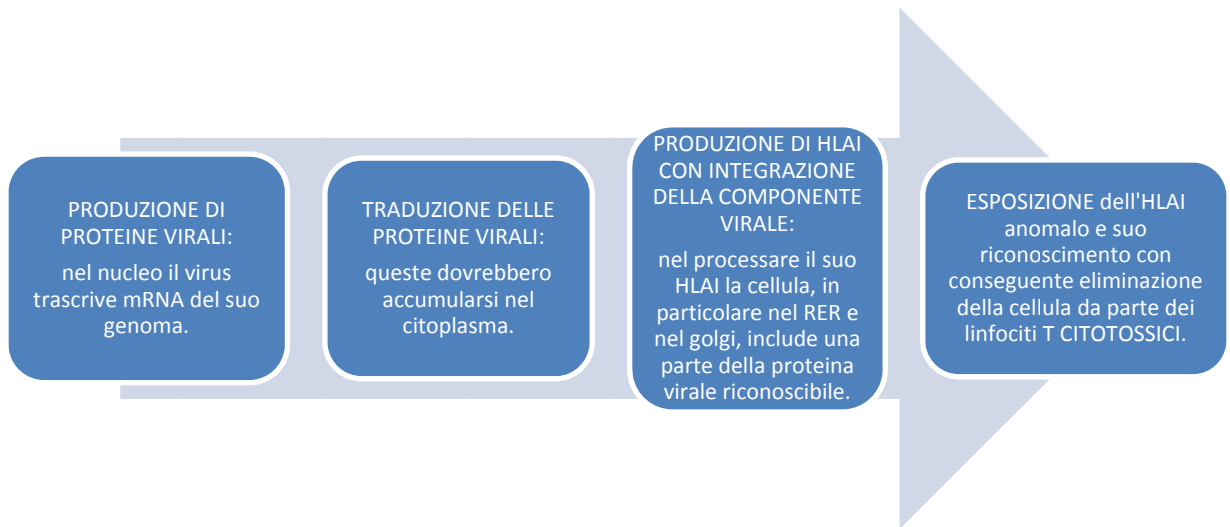 PRODUZIONE DI
PROTEINE VIRALI:
nel nucleo il virus
trascrive mRNA del suo
genoma.
TRADUZIONE DELLE
PROTEINE VIRALI:
queste dovrebbero
accumularsi nel
citoplasma.
PRODUZIONE DI HLAI
CON INTEGRAZIONE
DELLA COMPONENTE
VIRALE:
nel processare il suo
HLAI la cellula, in
particolare nel RER e
nel golgi, include una
parte della proteina
virale riconoscibile.
ESPOSIZIONE dell'HLAI
anomalo e suo
riconoscimento con
conseguente eliminazione
della cellula da parte dei
linfociti T CITOTOSSICI.